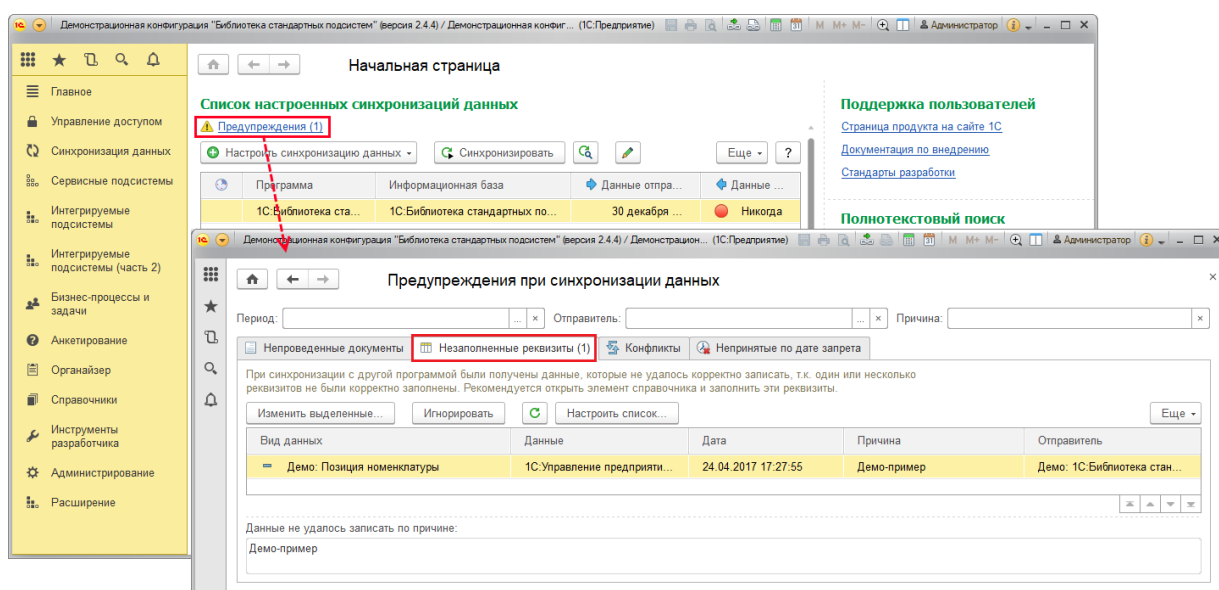 Демонстрационная конфигурация "Библиотека стандартных подсистем" (версия 2.4.4) / Демонстрационная конфиг... (1С:Предприятие) M M+ M- Администратор
Начальная страница
Главное
Управление доступом
Синхронизация данных
Сервисные подсистемы
Интегрируемые
подсистемы
Интегрируемые
подсистемы (часть 2)
Бизнес-процессы и
задачи
Анкетирование
Органайзер
Справочники
Инструменты
разработчика
Администрирование
Расширение
Список настроенных синхронизаций данных
Предупреждения (1)
Настроить синхронизацию данных Синхронизировать Еще ?
Программа Информационная база Данные отпра... Данные ...
1С:Библиотека ста... 1С:Библиотека стандартных по... 30 декабря ... Никогда
Поддержка пользователей
Страница продукта на сайте 1С
Документация по внедрению
Стандарты разработки
Полнотекстовый поиск
Демонстрационная конфигурация "Библиотека стандартных подсистем" (версия 2.4.4) / Демонстрацион... (1С:Предприятие) M M+ M- Администратор
Предупреждения при синхронизации данных
Период: ... Отправитель: ... Причина:
Непроведенные документы Незаполненные реквизиты (1) Конфликты Непринятые по дате запрета
При синхронизации с другой программой были получены данные, которые не удалось корректно записать, т.к. один или несколько
реквизитов не были корректно заполнены. Рекомендуется открыть элемент справочника и заполнить эти реквизиты.
Изменить выделенные... Игнорировать Настроить список... Еще
Вид данных Данные Дата Причина Отправитель
Демо: Позиция номенклатуры 1С:Управление предприяти... 24.04.2017 17:27:55 Демо-пример Демо: 1С:Библиотека стан...
Данные не удалось записать по причине:
Демо-пример